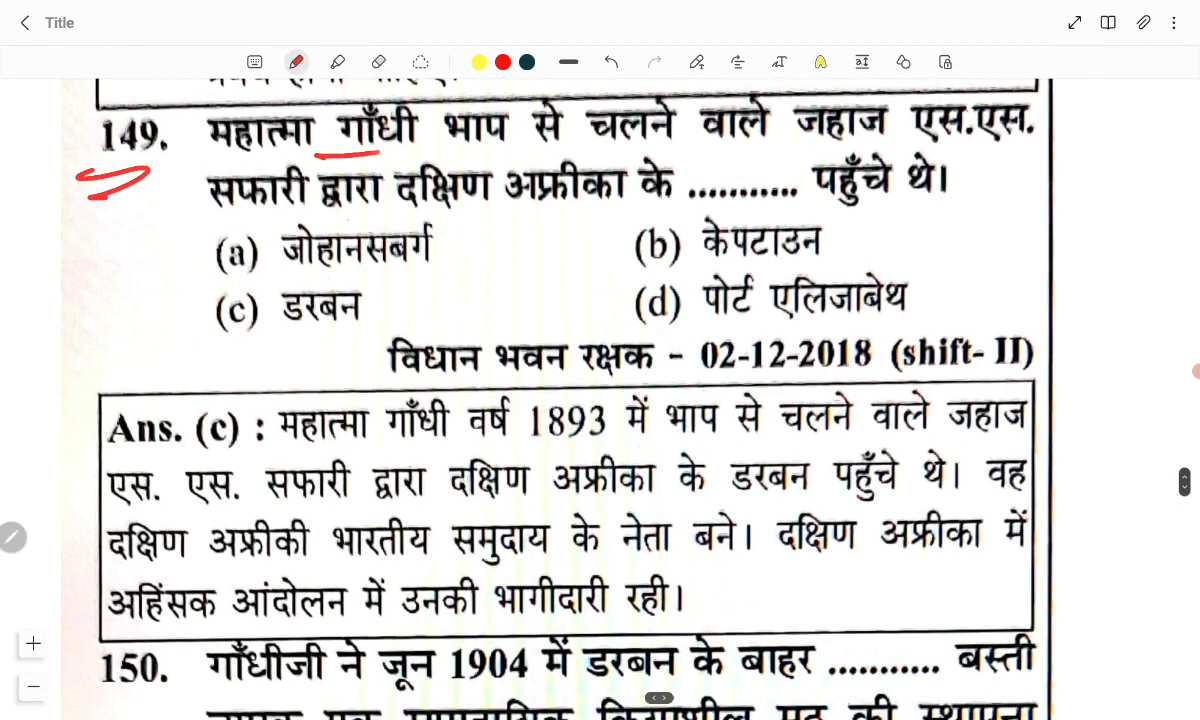 Title
149. महात्मा गाँधी भाप से चलने वाले जहाज एस.एस.
सफारी द्वारा दक्षिण अफ्रीका के ........... पहुँचे थे।
(a) जोहानसबर्ग (b) केपटाउन
(c) डरबन (d) पोर्ट एलिजाबेथ
विधान भवन रक्षक - 02-12-2018 (shift- II)
Ans. (c) : महात्मा गाँधी वर्ष 1893 में भाप से चलने वाले जहाज
एस. एस. सफारी द्वारा दक्षिण अफ्रीका के डरबन पहुँचे थे। वह
दक्षिण अफ्रीकी भारतीय समुदाय के नेता बने। दक्षिण अफ्रीका में
अहिंसक आंदोलन में उनकी भागीदारी रही।
150. गाँधीजी ने जून 1904 में डरबन के बाहर ........... बस्ती